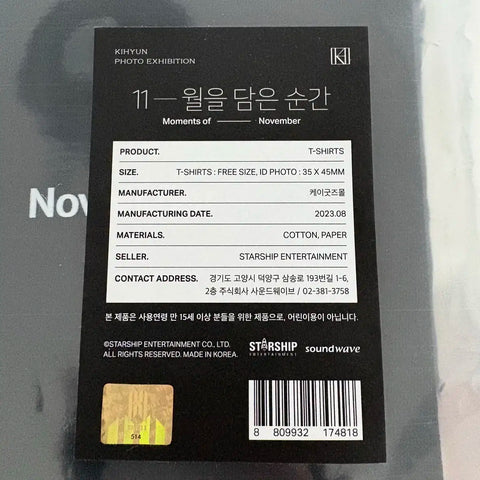 KIHYUN
PHOTO EXHIBITION
11 — 월을 담은 순간
Moments of —— November
Nov
PRODUCT. T-SHIRTS
SIZE. T-SHIRTS : FREE SIZE, ID PHOTO : 35 X 45MM
MANUFACTURER. 케이굿즈몰
MANUFACTURING DATE. 2023.08
MATERIALS. COTTON, PAPER
SELLER. STARSHIP ENTERTAINMENT
CONTACT ADDRESS. 경기도 고양시 덕양구 삼송로 193번길 1-6,
2층 주식회사 사운드웨이브 / 02-381-3758
본 제품은 사용연령 만 15세 이상 분들을 위한 제품으로, 어린이용이 아닙니다.
©STARSHIP ENTERTAINMENT CO., LTD.
ALL RIGHTS RESERVED. MADE IN KOREA.
STARSHIP
ENTERTAINMENT
soundwave
514
8 809932 174818